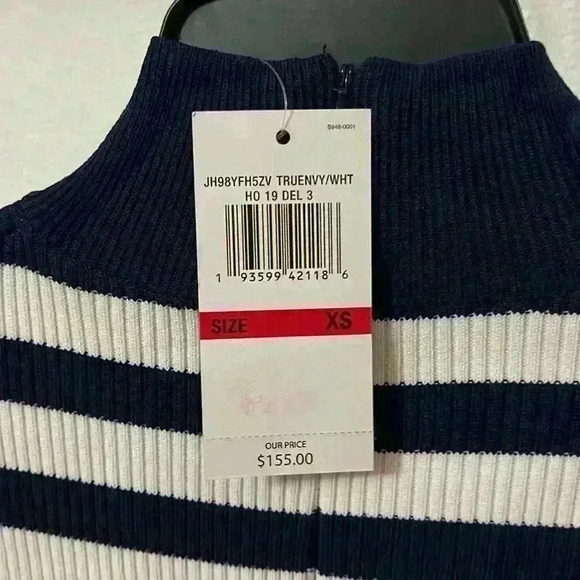 S948-0001
JH98YFH5ZV TRUENVY/WHT
HO 19 DEL 3
1 93599 42118 6
SIZE XS
OUR PRICE
$155.00